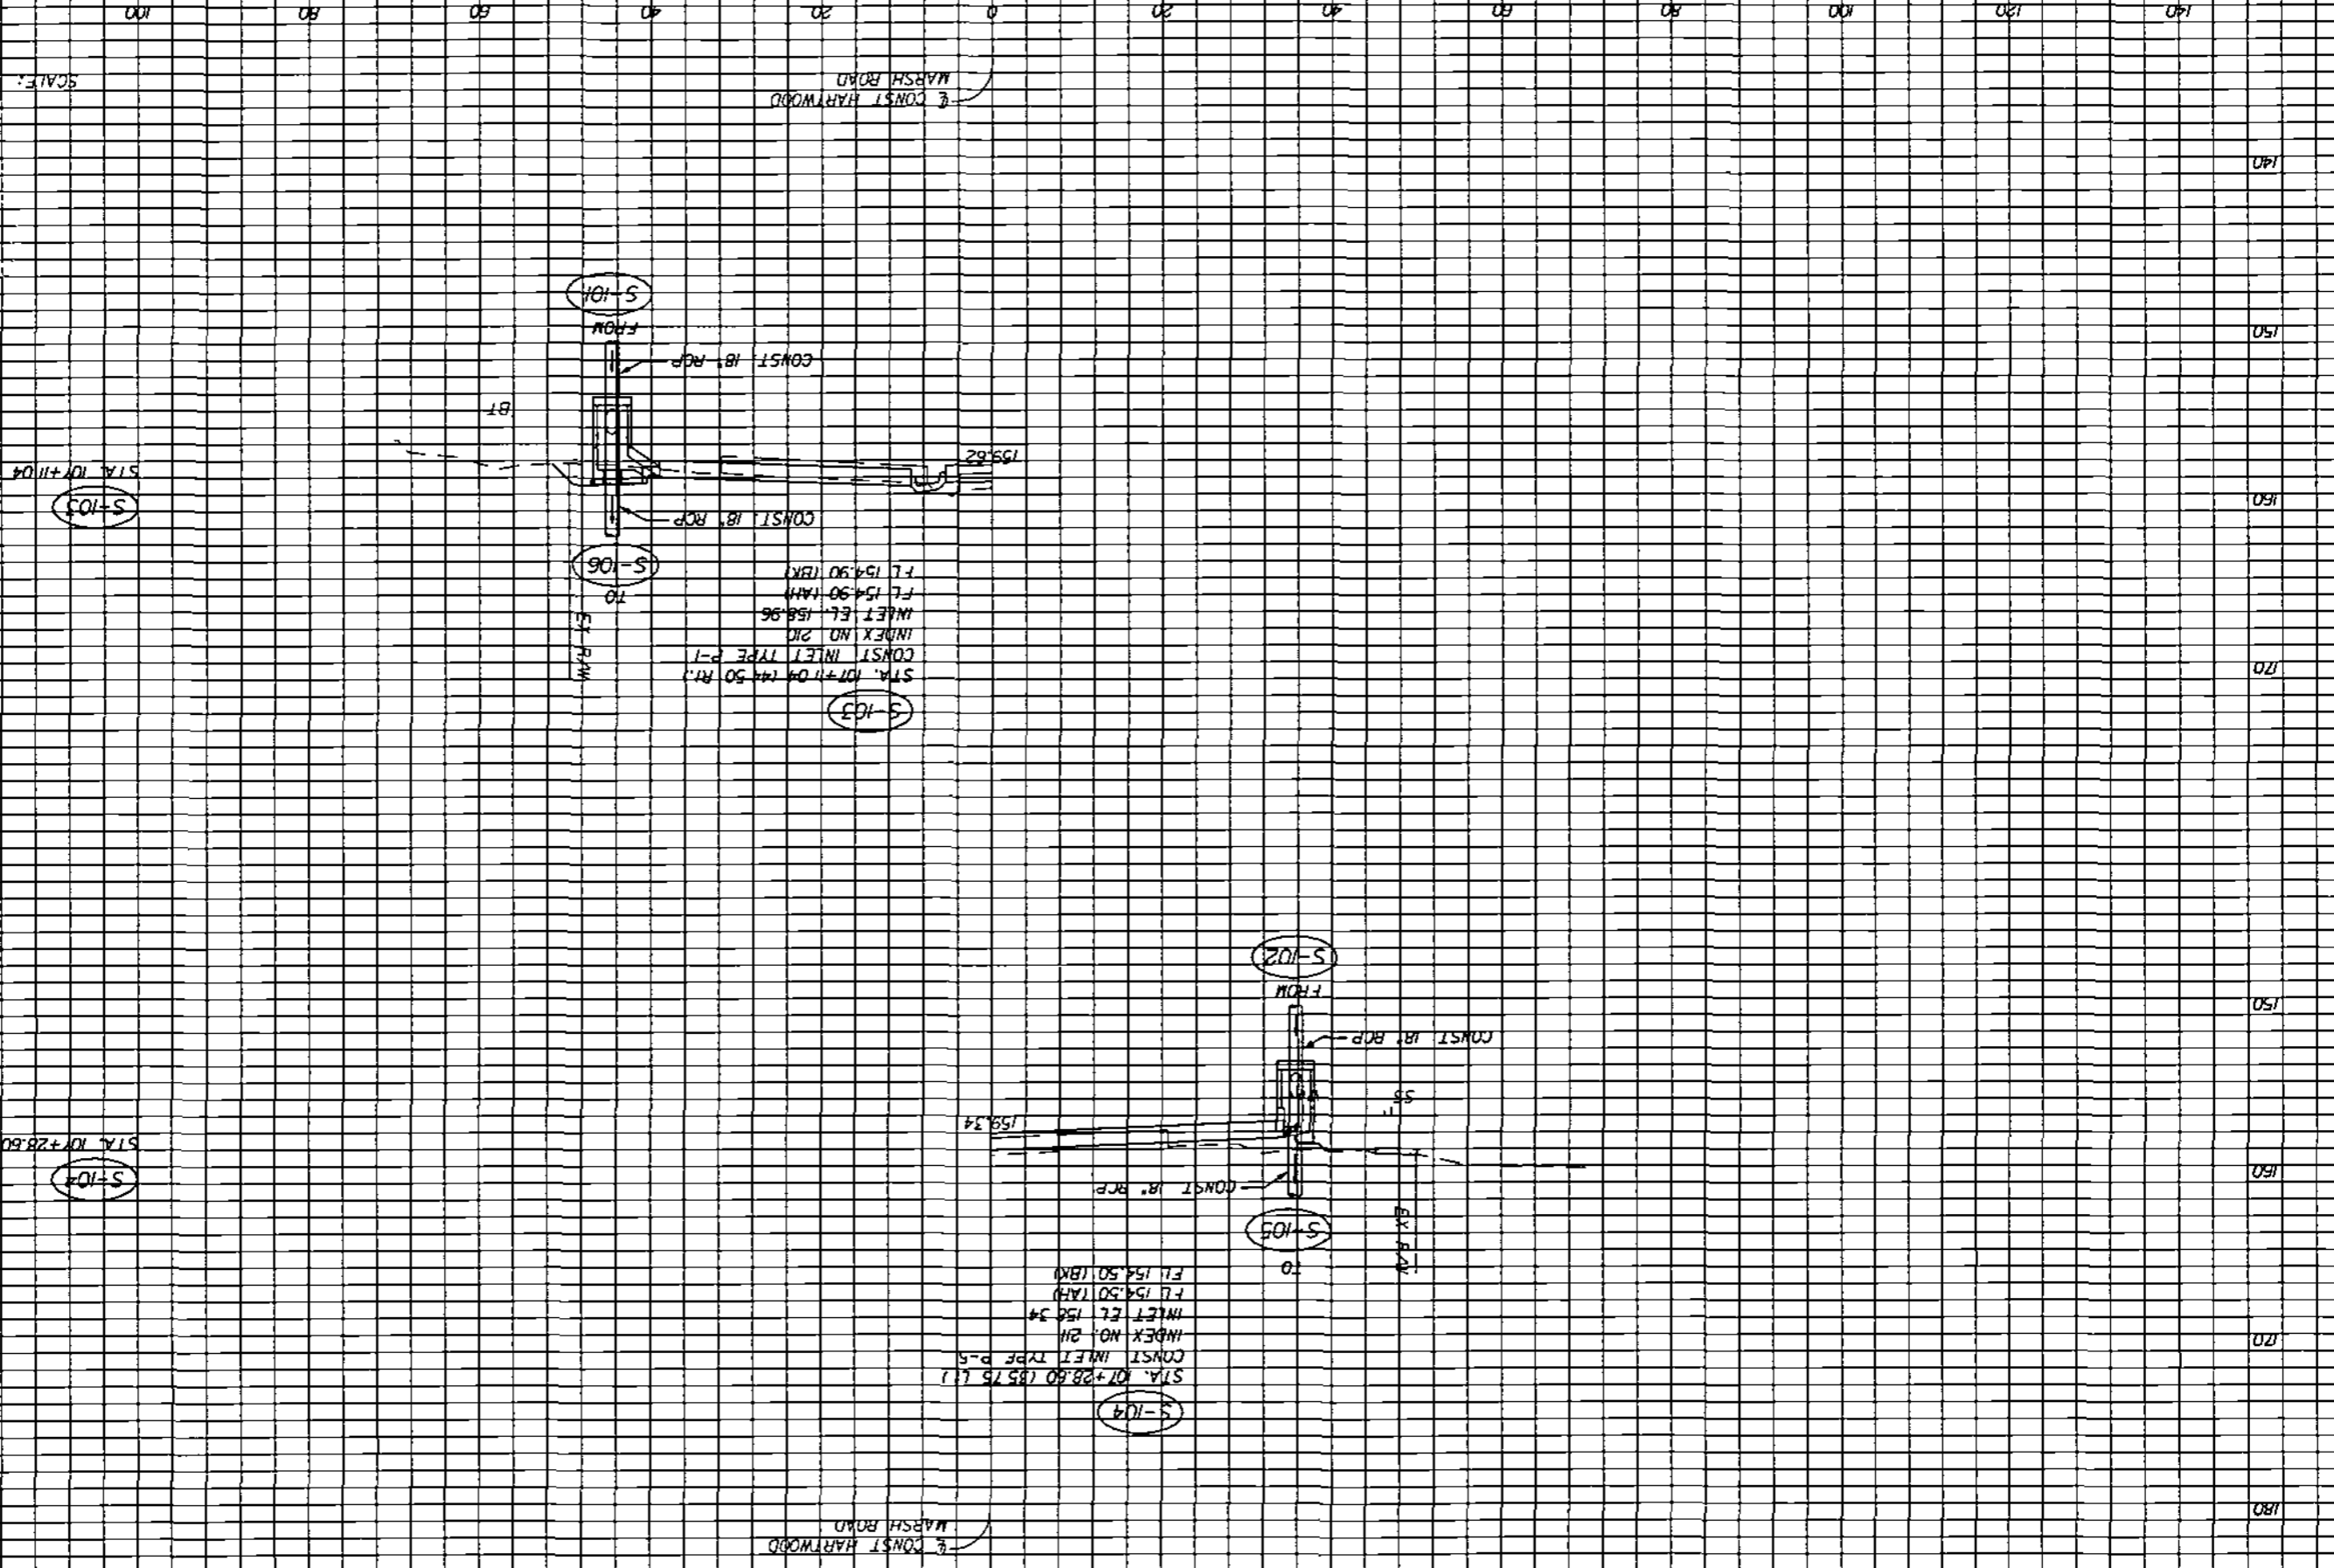 ℄ CONST HARTWOOD
MARSH ROAD
180
S-104
STA. 107+28.60 (35.75 Lt.)
CONST INLET TYPE P-5
INDEX NO. 211
INLET EL 158.34
FL 154.50 (AH)
FL 154.50 (BK)
170
TO
S-105
EX R/W
CONST 18" RCP
160
S-104
STA. 107+28.60
159.34
SS
CONST 18" RCP
150
FROM
S-102
S-103
STA. 107+11.04 (44.50 Rt.)
CONST INLET TYPE P-1
INDEX NO 210
INLET EL. 158.96
FL 154.90 (AH)
FL 154.90 (BK)
170
EX R/W
TO
S-106
CONST. 18" RCP
160
S-103
STA. 107+11.04
159.62
BT
CONST. 18" RCP
150
FROM
S-101
140
℄ CONST HARTWOOD
MARSH ROAD
SCALE:
140
120
100
80
60
40
20
0
20
40
60
80
100